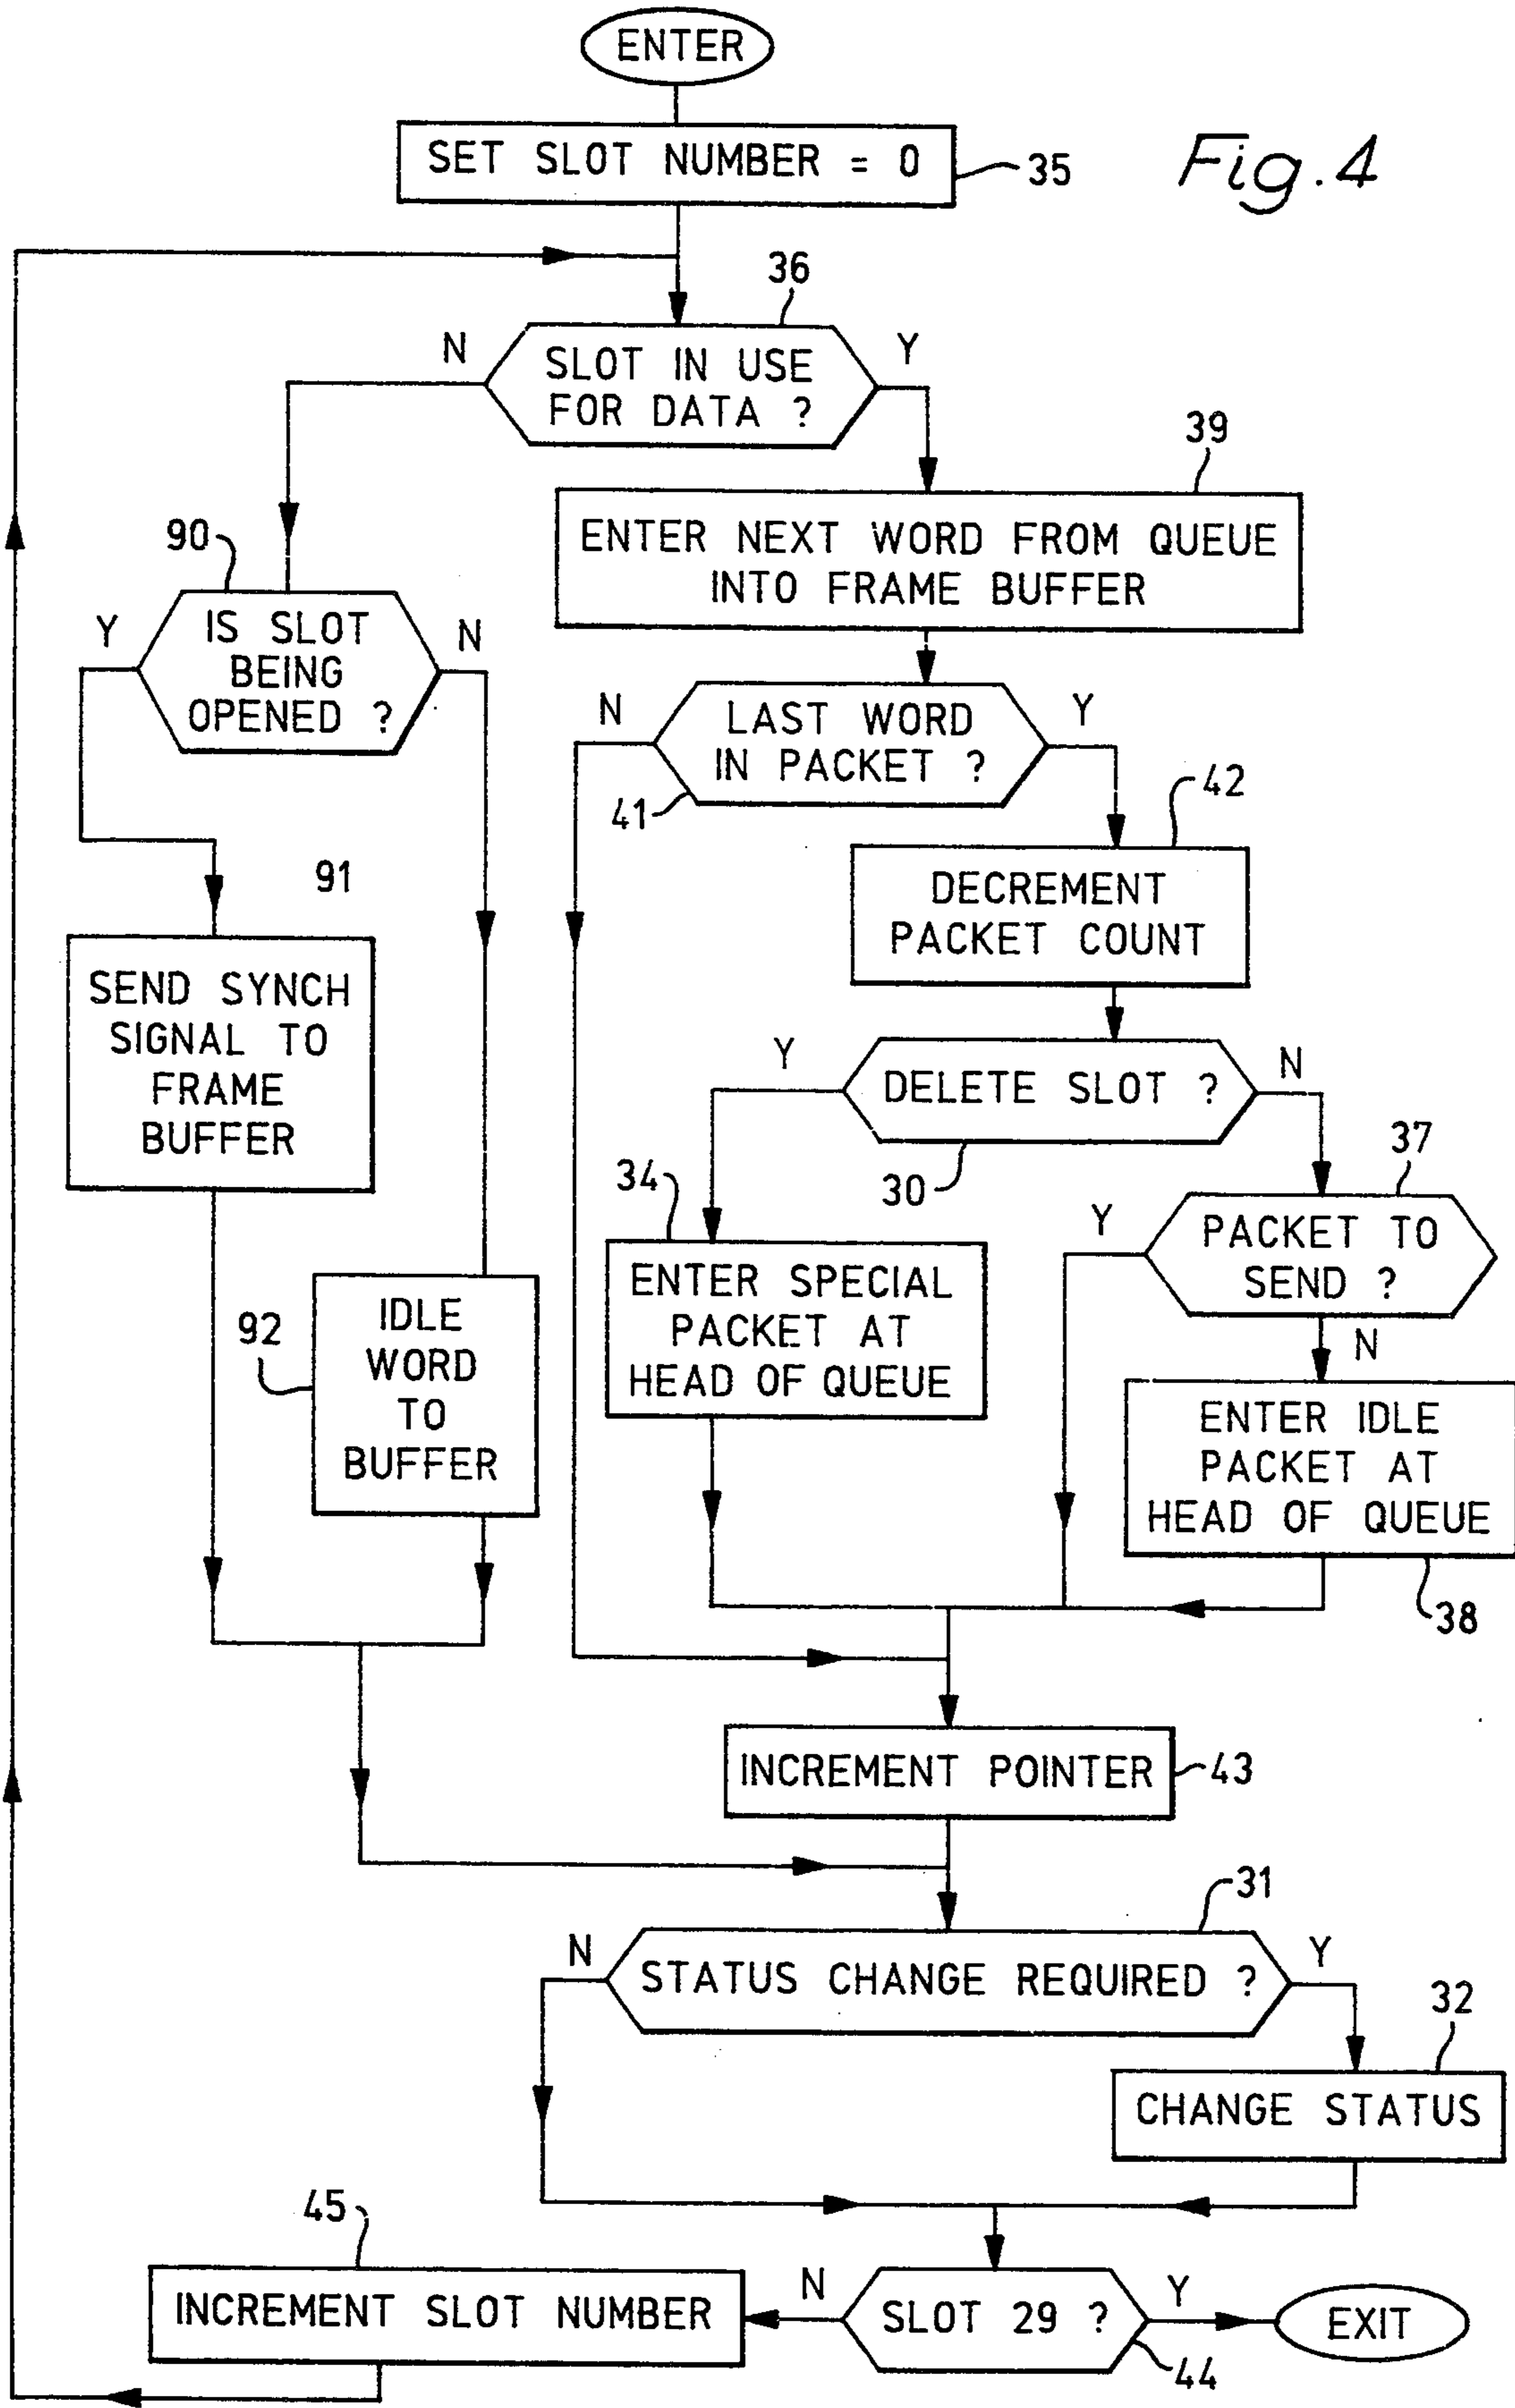 ENTER
SET SLOT NUMBER = 0
35
Fig. 4
36
N
SLOT IN USE
FOR DATA ?
Y
39
ENTER NEXT WORD FROM QUEUE
INTO FRAME BUFFER
90
Y
IS SLOT
BEING
OPENED ?
N
N
LAST WORD
IN PACKET ?
Y
41
42
DECREMENT
PACKET COUNT
91
SEND SYNCH
SIGNAL TO
FRAME
BUFFER
Y
DELETE SLOT ?
N
30
37
34
ENTER SPECIAL
PACKET AT
HEAD OF QUEUE
Y
PACKET TO
SEND ?
N
92
IDLE
WORD
TO
BUFFER
ENTER IDLE
PACKET AT
HEAD OF QUEUE
38
INCREMENT POINTER
43
31
N
STATUS CHANGE REQUIRED ?
Y
32
CHANGE STATUS
45
INCREMENT SLOT NUMBER
N
SLOT 29 ?
Y
EXIT
44